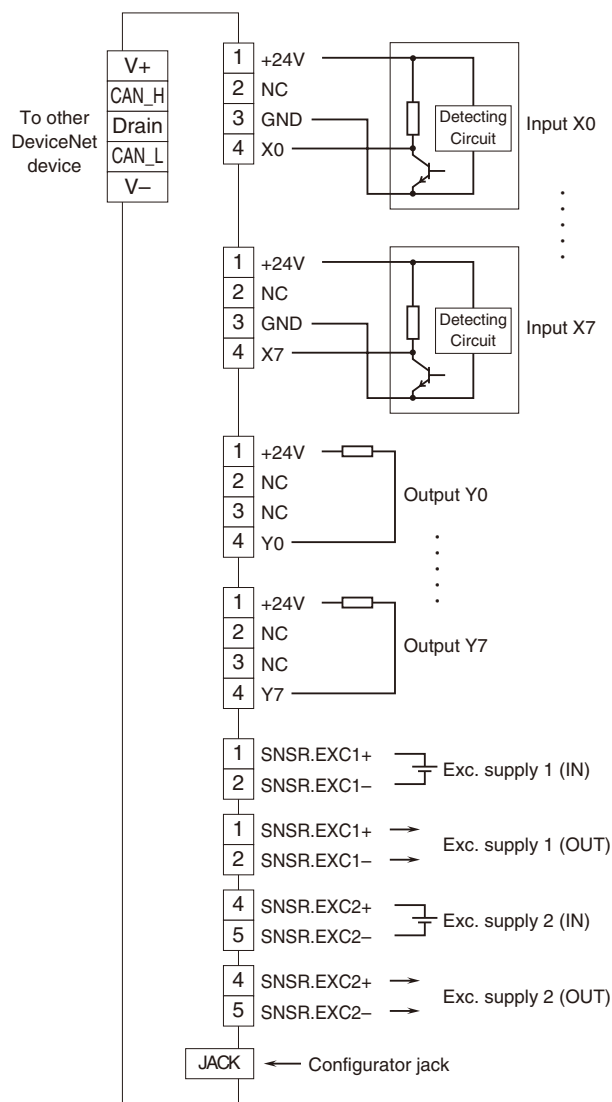 To other
DeviceNet
device
V+
CAN_H
Drain
CAN_L
V–
1 +24V
2 NC
3 GND
4 X0
Detecting
Circuit
Input X0
1 +24V
2 NC
3 GND
4 X7
Detecting
Circuit
Input X7
1 +24V
2 NC
3 NC
4 Y0
Output Y0
1 +24V
2 NC
3 NC
4 Y7
Output Y7
1 SNSR.EXC1+
2 SNSR.EXC1–
Exc. supply 1 (IN)
1 SNSR.EXC1+
2 SNSR.EXC1–
Exc. supply 1 (OUT)
4 SNSR.EXC2+
5 SNSR.EXC2–
Exc. supply 2 (IN)
4 SNSR.EXC2+
5 SNSR.EXC2–
Exc. supply 2 (OUT)
JACK
Configurator jack